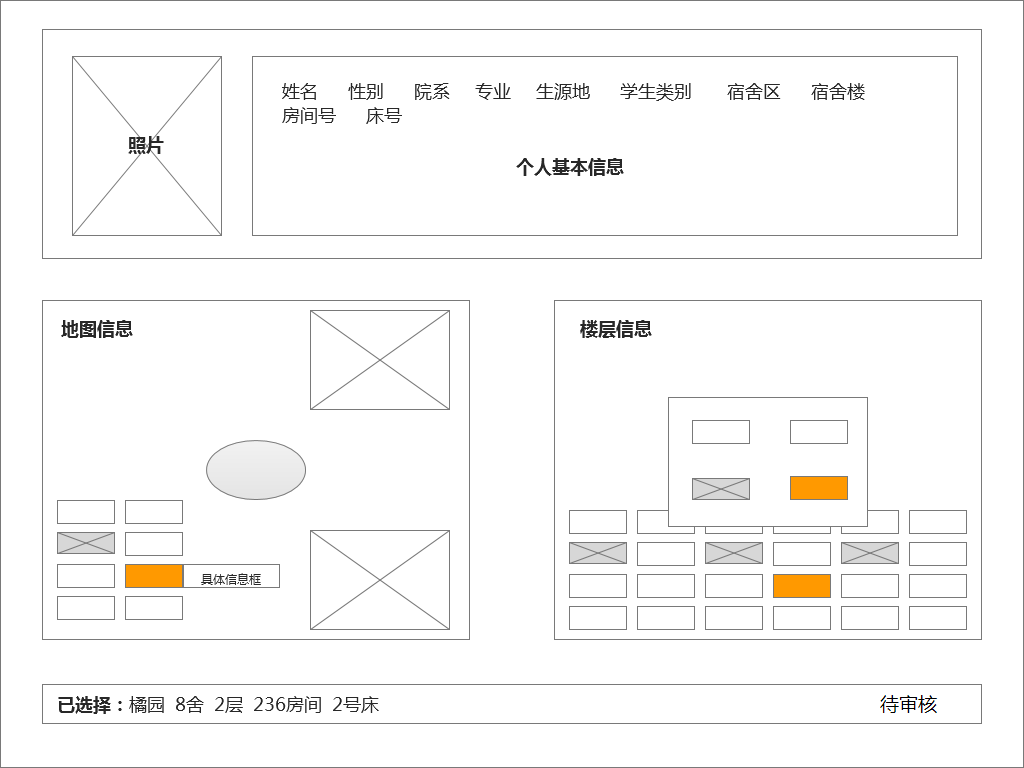 照片
姓名 性别 院系 专业 生源地 学生类别 宿舍区 宿舍楼
房间号 床号
个人基本信息
地图信息
具体信息框
楼层信息
已选择：橘园 8舍 2层 236房间 2号床
待审核